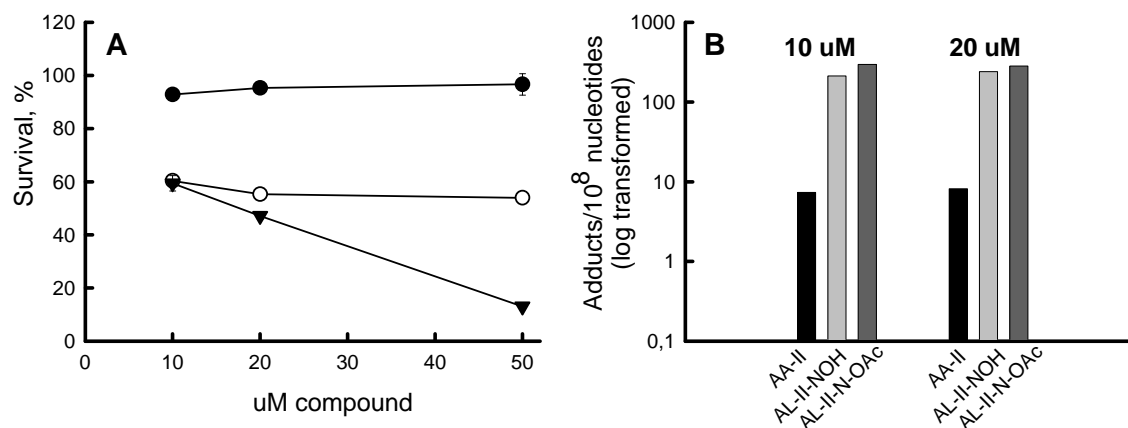 A
Survival, %
120
100
80
60
40
20
0
0 10 20 30 40 50
uM compound
B
Adducts/10⁸ nucleotides
(log transformed)
1000
100
10
1
0,1
10 uM 20 uM
AA-II
AL-II-NOH
AL-II-N-OAc
AA-II
AL-II-NOH
AL-II-N-OAc